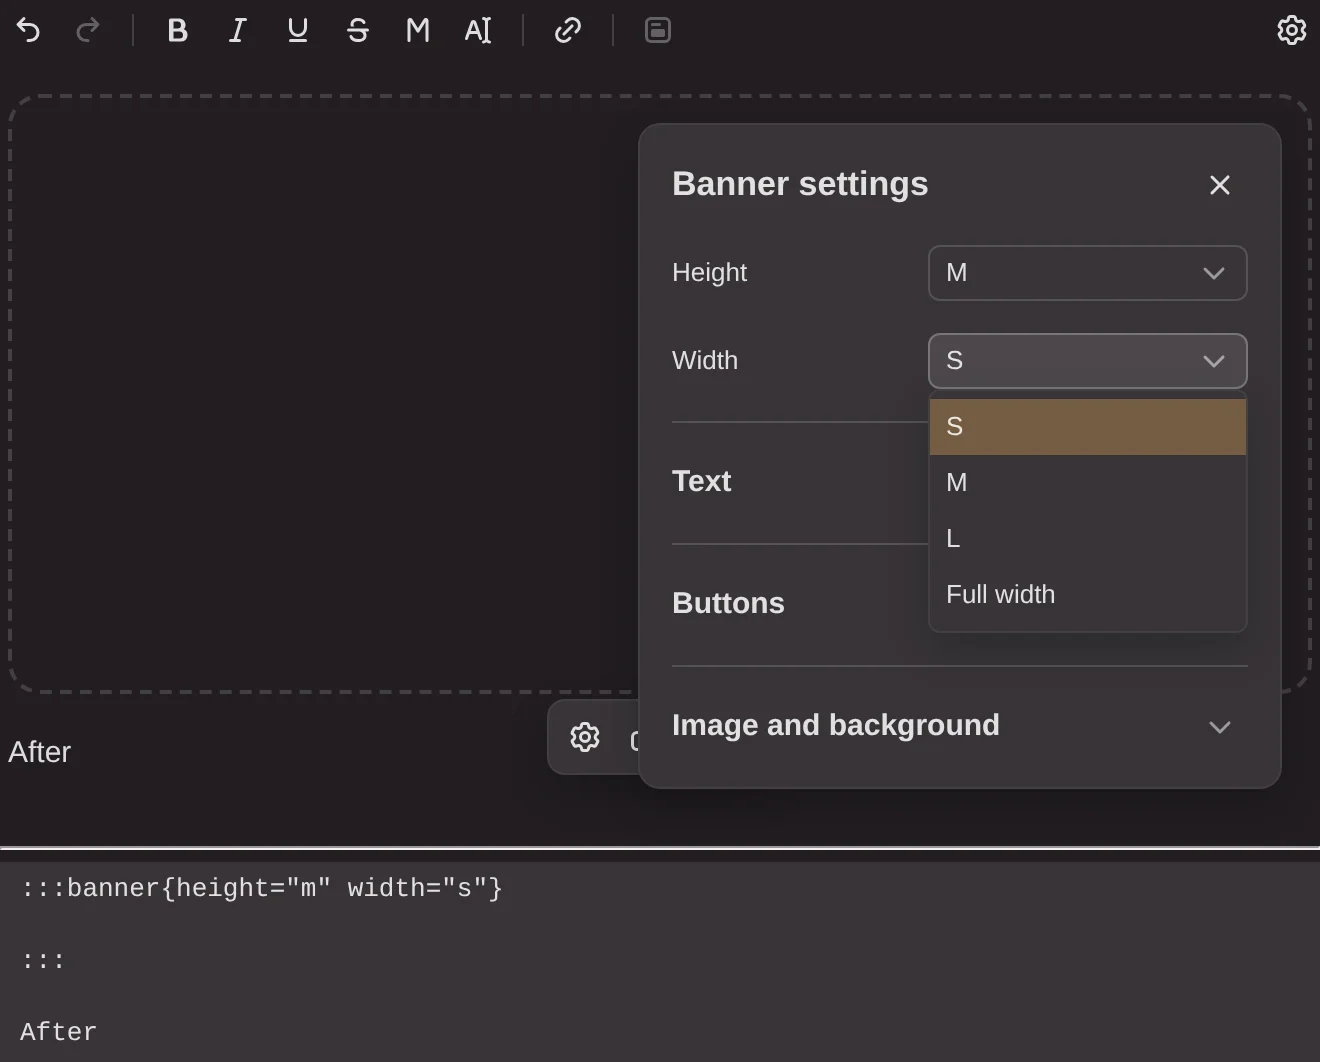 Banner settings
Height
M
Width
S
S
M
L
Full width
Text
Buttons
Image and background
After
:::banner{height="m" width="s"}
:::
After